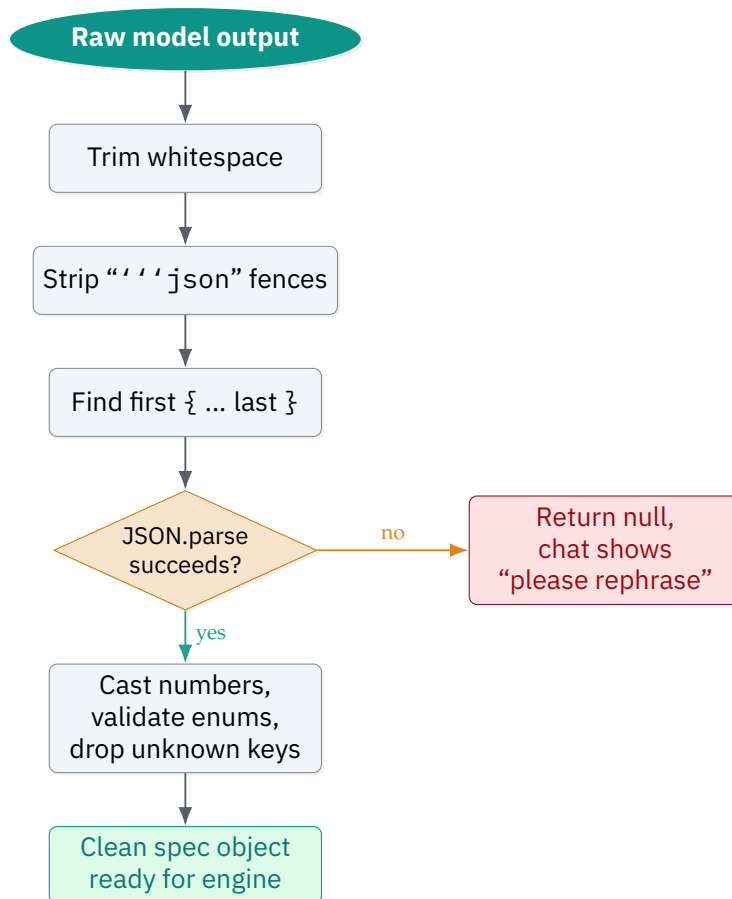 Raw model output
Trim whitespace
Strip “‘‘‘json” fences
Find first { ... last }
JSON.parse
succeeds?
no
Return null,
chat shows
“please rephrase”
yes
Cast numbers,
validate enums,
drop unknown keys
Clean spec object
ready for engine